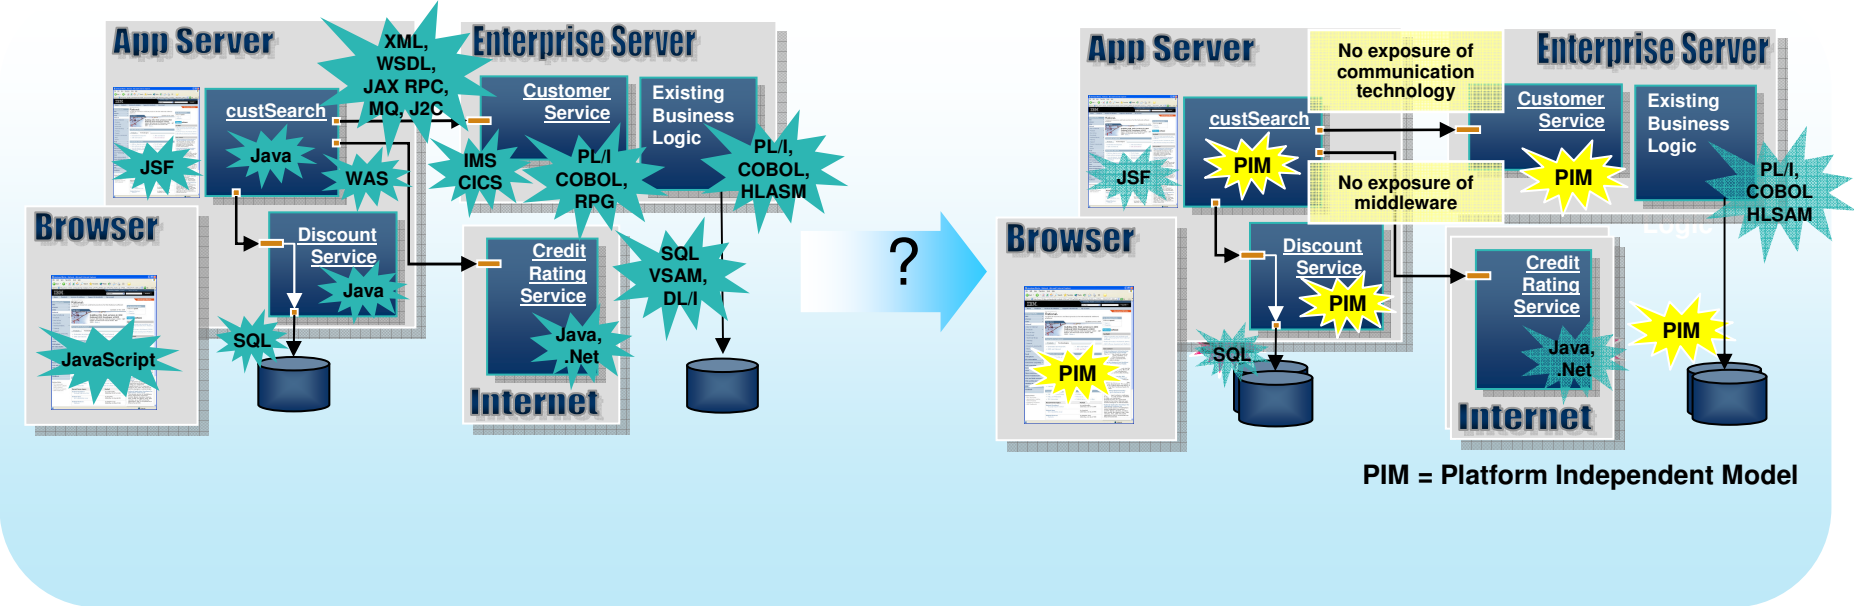 App Server
XML,
WSDL,
JAX RPC,
MQ, J2C
Enterprise Server
custSearch
Java
JSF
WAS
Customer
Service
Existing
Business
Logic
IMS
CICS
PL/I
COBOL,
RPG
PL/I,
COBOL,
HLASM
Browser
Discount
Service
Java
Credit
Rating
Service
SQL
VSAM,
DL/I
JavaScript
SQL
Java,
.Net
Internet
?
App Server
No exposure of
communication
technology
Enterprise Server
custSearch
PIM
JSF
Customer
Service
PIM
Existing
Business
Logic
PL/I,
COBOL
HLSAM
No exposure of
middleware
Logic
Browser
Discount
Service
PIM
Credit
Rating
Service
PIM
PIM
SQL
Java,
.Net
Internet
PIM = Platform Independent Model